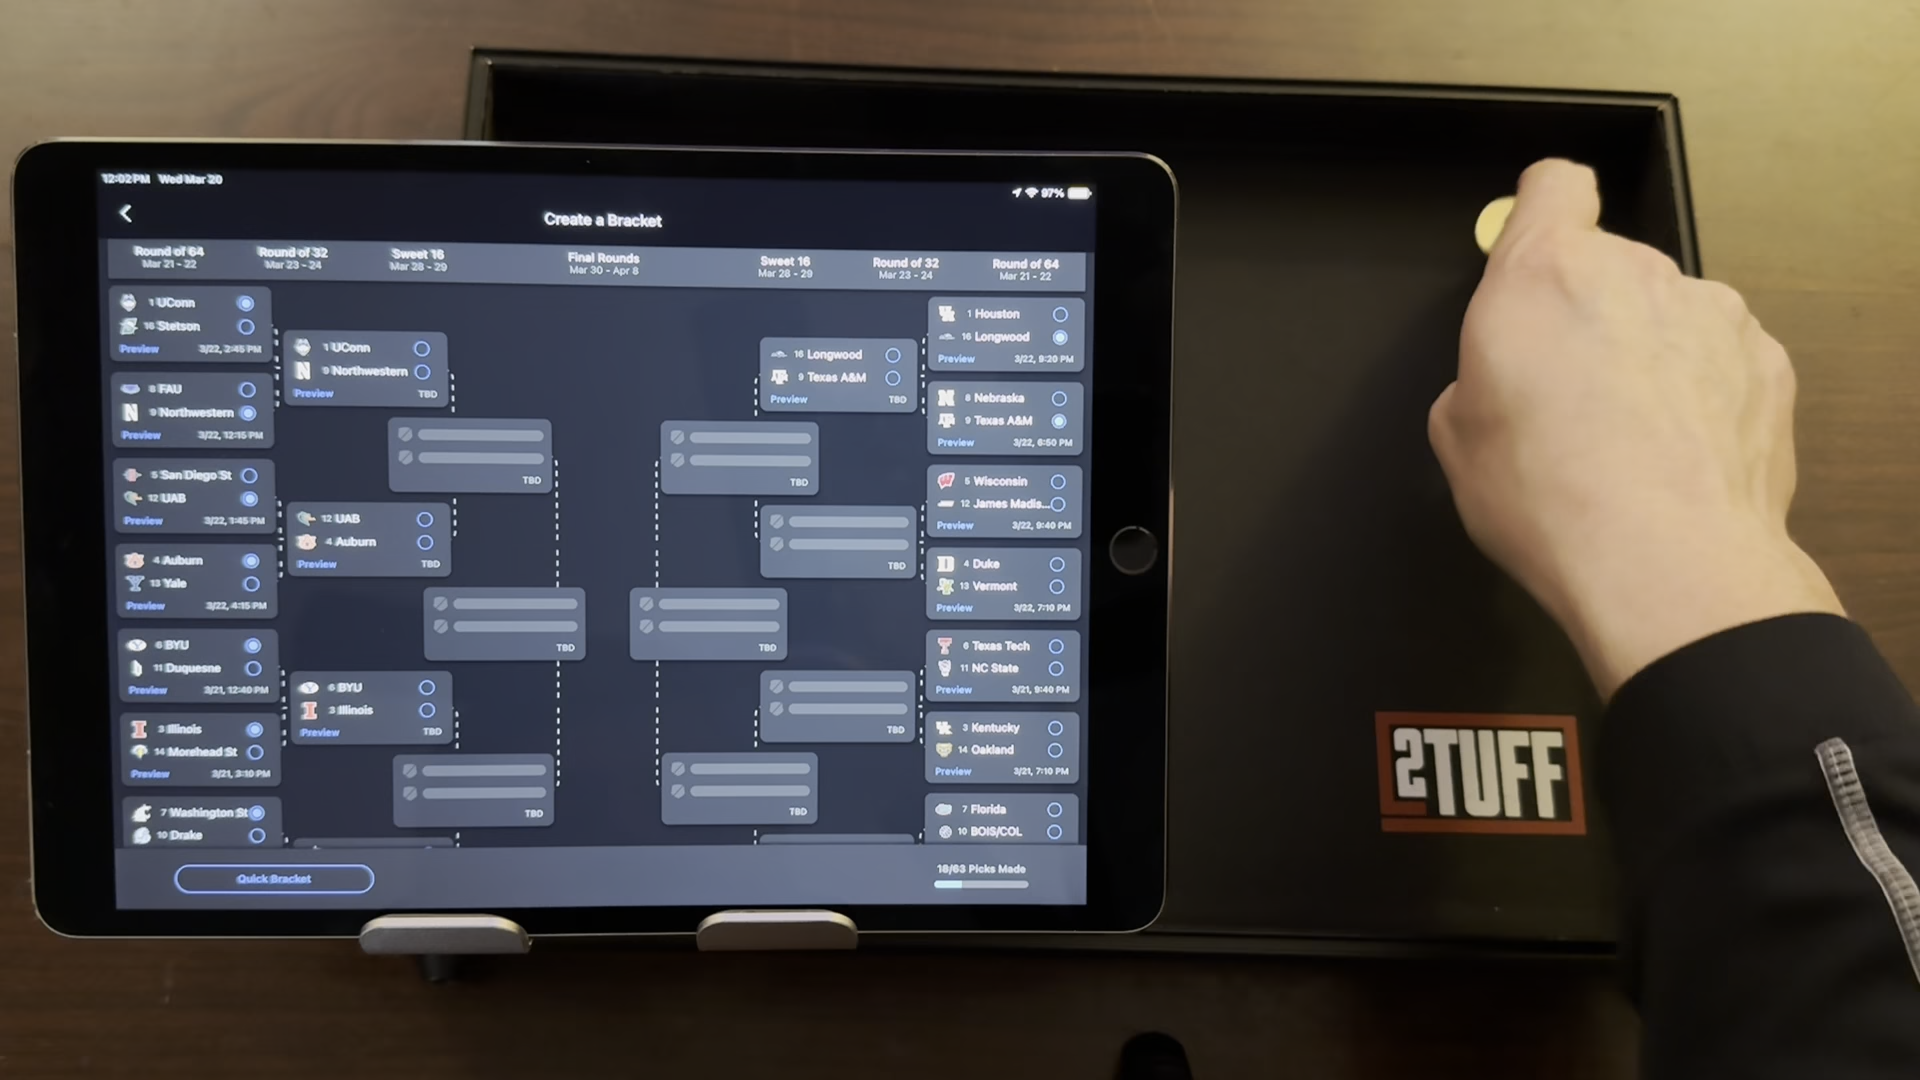 12:02 PM Wed Mar 20
97%
Create a Bracket
Round of 64
Mar 21 - 22
Round of 32
Mar 23 - 24
Sweet 16
Mar 28 - 29
Final Rounds
Mar 30 - Apr 8
Sweet 16
Mar 28 - 29
Round of 32
Mar 23 - 24
Round of 64
Mar 21 - 22
1 UConn
16 Stetson
Preview 3/22, 2:45 PM
8 FAU
9 Northwestern
Preview 3/22, 12:15 PM
5 San Diego St
12 UAB
Preview 3/22, 1:45 PM
4 Auburn
13 Yale
Preview 3/22, 4:15 PM
6 BYU
11 Duquesne
Preview 3/21, 12:40 PM
3 Illinois
14 Morehead St
Preview 3/21, 3:10 PM
7 Washington St
10 Drake
1 UConn
9 Northwestern
Preview TBD
12 UAB
4 Auburn
Preview TBD
6 BYU
3 Illinois
Preview TBD
TBD
TBD
TBD
TBD
TBD
TBD
16 Longwood
9 Texas A&M
Preview TBD
TBD
TBD
1 Houston
16 Longwood
Preview 3/22, 9:20 PM
8 Nebraska
9 Texas A&M
Preview 3/22, 6:50 PM
5 Wisconsin
12 James Madis...
Preview 3/22, 9:40 PM
4 Duke
13 Vermont
Preview 3/22, 7:10 PM
6 Texas Tech
11 NC State
Preview 3/21, 9:40 PM
3 Kentucky
14 Oakland
Preview 3/21, 7:10 PM
7 Florida
10 BOIS/COL
Quick Bracket
18/63 Picks Made
2TUFF